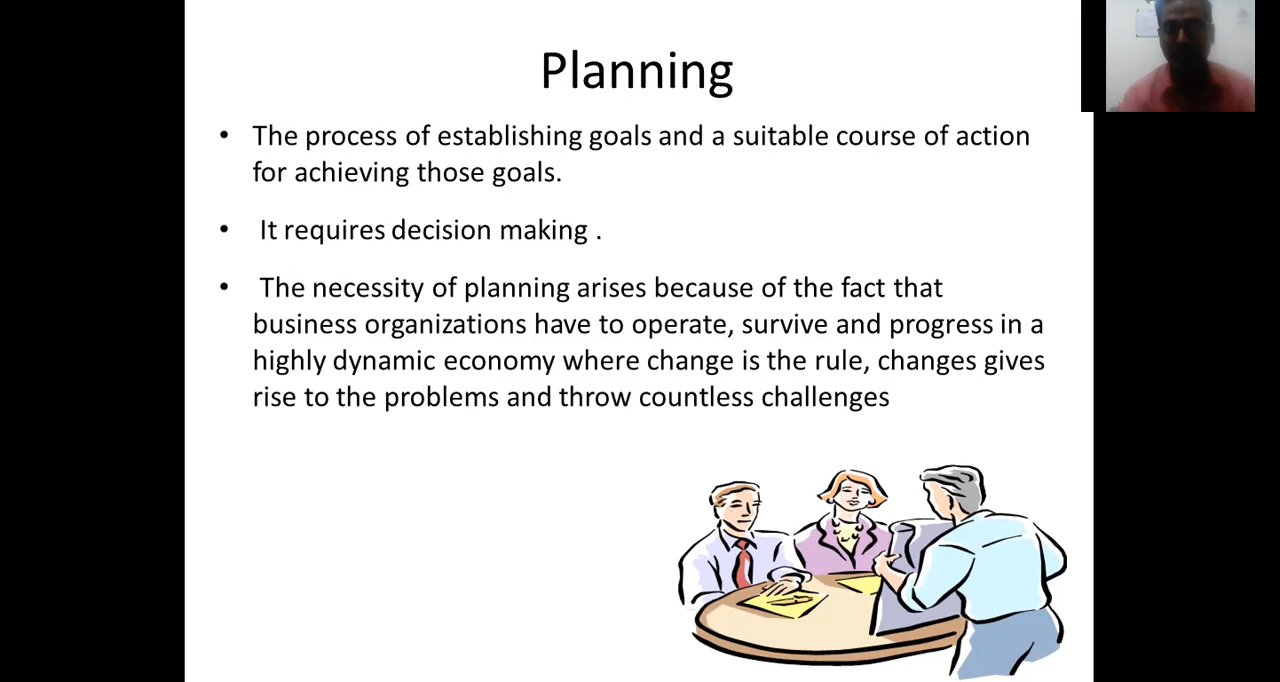 Planning
• The process of establishing goals and a suitable course of action
for achieving those goals.
• It requires decision making .
• The necessity of planning arises because of the fact that
business organizations have to operate, survive and progress in a
highly dynamic economy where change is the rule, changes gives
rise to the problems and throw countless challenges